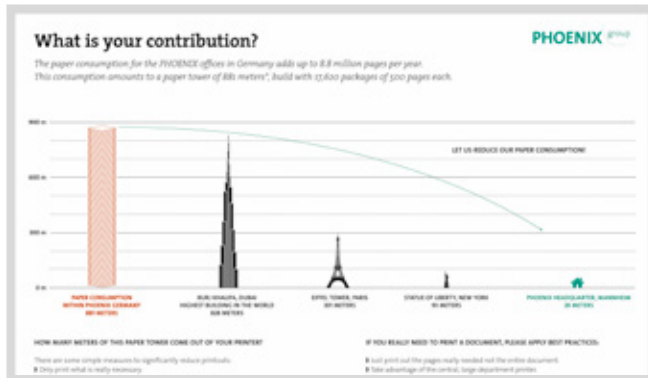 What is your contribution?
PHOENIX group
The paper consumption for the PHOENIX offices in Germany adds up to 8.8 million pages per year.
This consumption amounts to a paper tower of 881 meters*, build with 17,620 packages of 500 pages each.
900 m
LET US REDUCE OUR PAPER CONSUMPTION!
600 m
300 m
0 m
PAPER CONSUMPTION
WITHIN PHOENIX GERMANY
881 METERS
BURJ KHALIFA, DUBAI
HIGHEST BUILDING IN THE WORLD
828 METERS
EIFFEL TOWER, PARIS
301 METERS
STATUE OF LIBERTY, NEW YORK
93 METERS
PHOENIX HEADQUARTER, MANNHEIM
METERS
HOW MANY METERS OF THIS PAPER TOWER COME OUT OF YOUR PRINTER?
There are some simple measures to significantly reduce printouts:
Only print what is really necessary.
IF YOU REALLY NEED TO PRINT A DOCUMENT, PLEASE APPLY BEST PRACTICES:
Just print out the pages really needed not the entire document.
Take advantage of the central, large department printer.